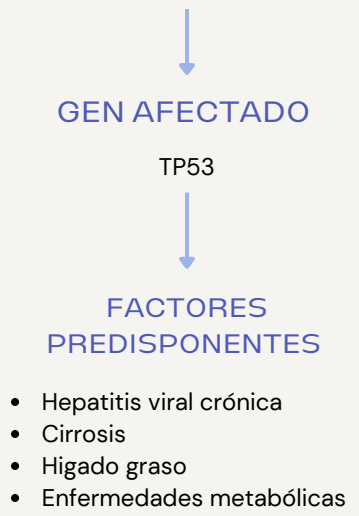 GEN AFECTADO
TP53
FACTORES
PREDISPONENTES
• Hepatitis viral crónica
• Cirrosis
• Higado graso
• Enfermedades metabólicas